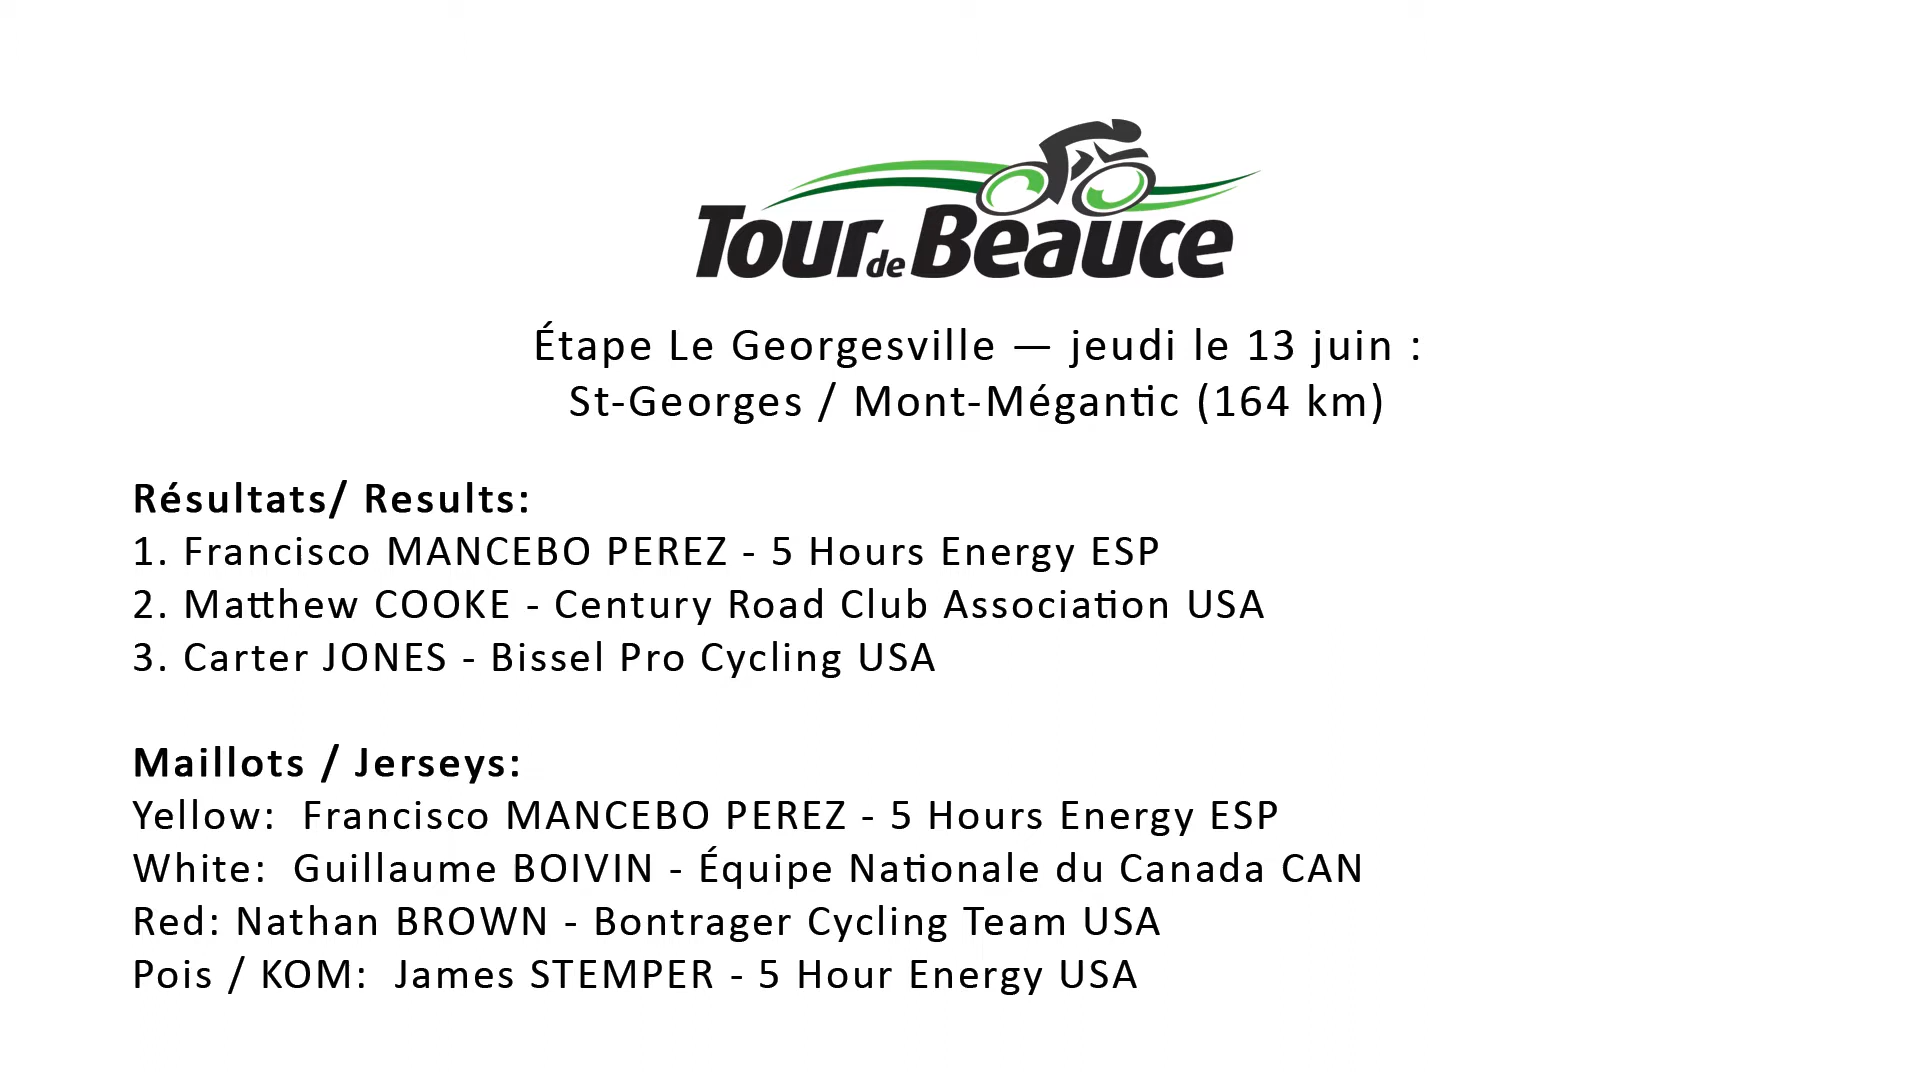 Tour de Beauce
Étape Le Georgesville — jeudi le 13 juin :
St-Georges / Mont-Mégantic (164 km)
Résultats/ Results:
1. Francisco MANCEBO PEREZ - 5 Hours Energy ESP
2. Matthew COOKE - Century Road Club Association USA
3. Carter JONES - Bissel Pro Cycling USA
Maillots / Jerseys:
Yellow:  Francisco MANCEBO PEREZ - 5 Hours Energy ESP
White:  Guillaume BOIVIN - Équipe Nationale du Canada CAN
Red: Nathan BROWN - Bontrager Cycling Team USA
Pois / KOM:  James STEMPER - 5 Hour Energy USA